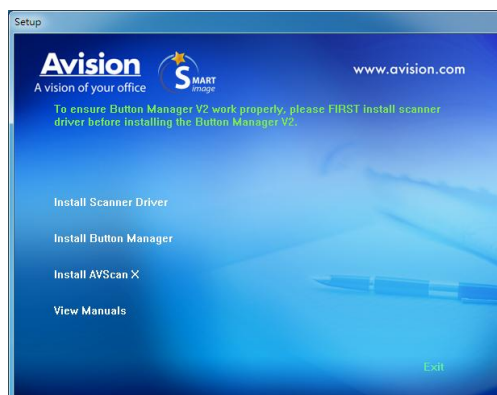 Setup
Avision
A vision of your office
SMART
image
www.avision.com
To ensure Button Manager V2 work properly, please FIRST install scanner
driver before installing the Button Manager V2.
Install Scanner Driver
Install Button Manager
Install AVScan X
View Manuals
Exit